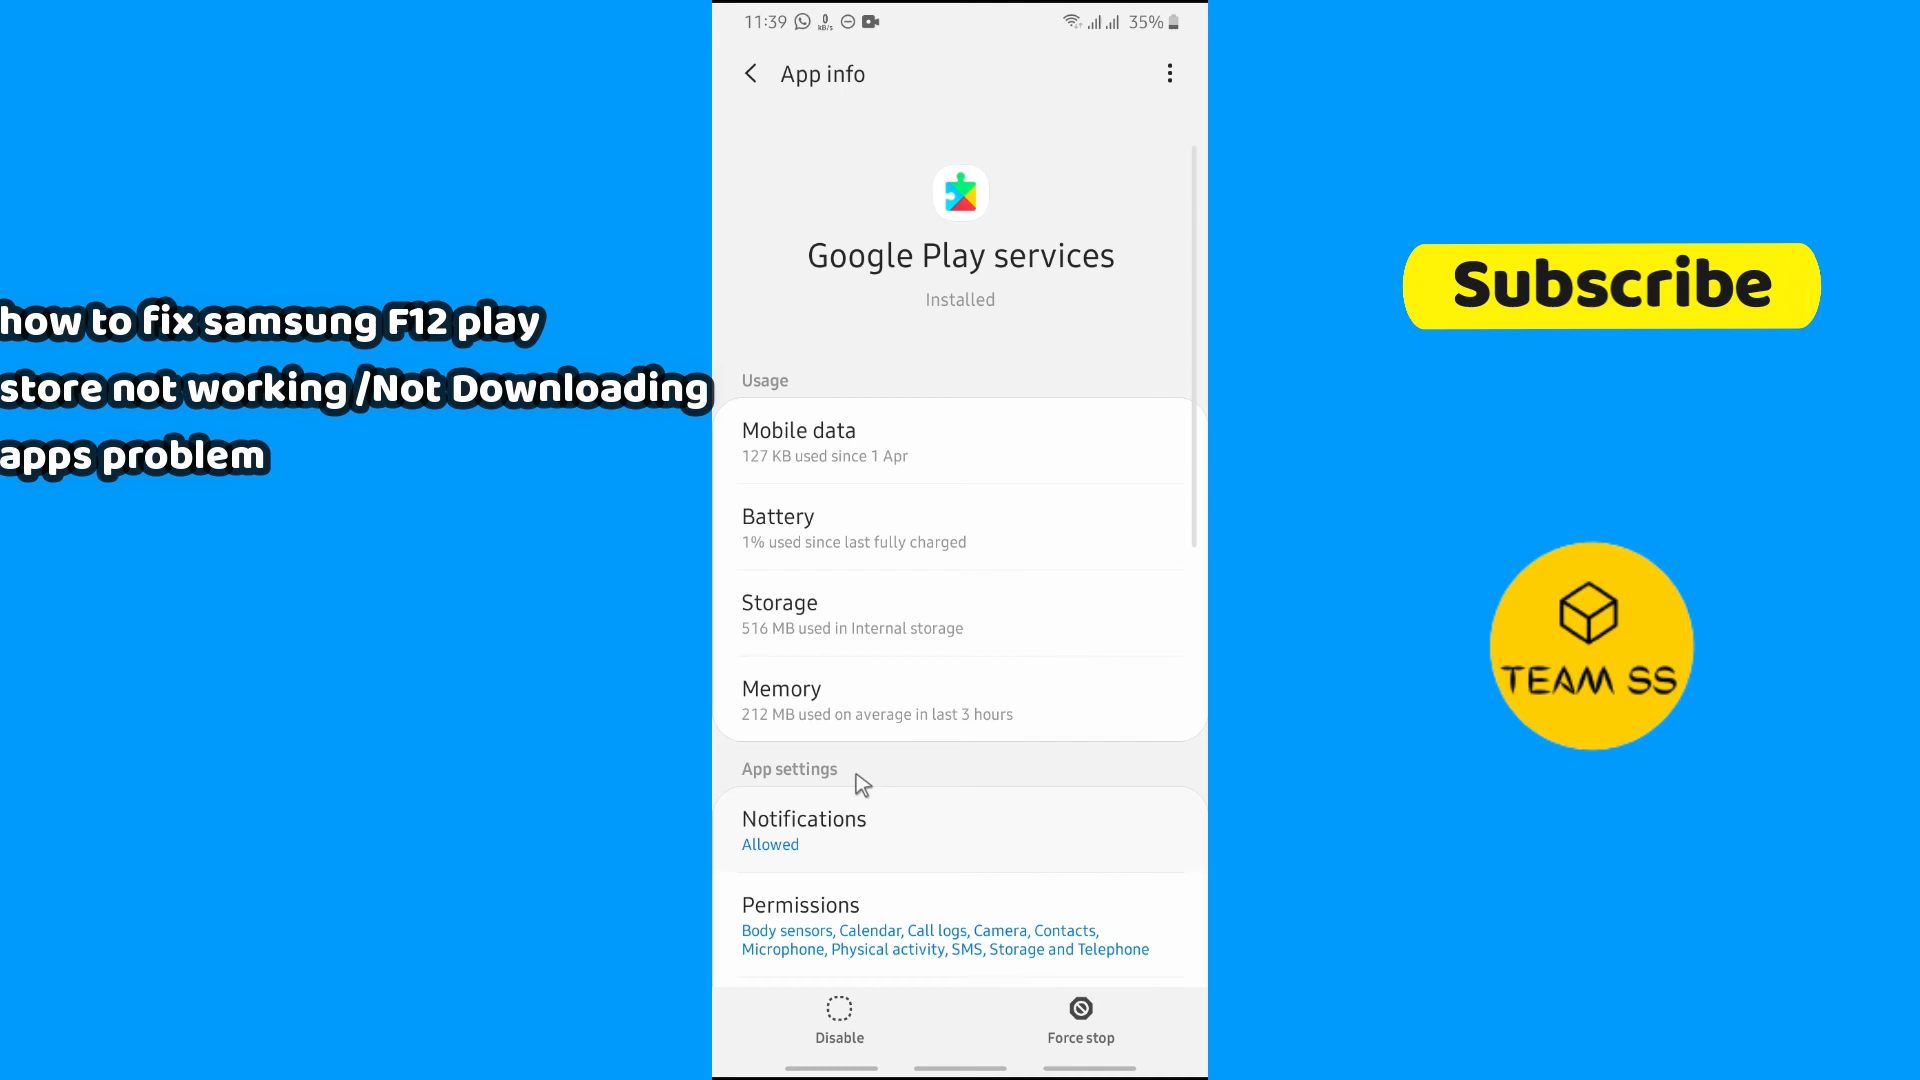 11:39 0 KB/s 35%
App info
Google Play services
Installed
how to fix samsung F12 play
store not working /Not Downloading
apps problem
Usage
Mobile data
127 KB used since 1 Apr
Battery
1% used since last fully charged
Storage
516 MB used in Internal storage
Memory
212 MB used on average in last 3 hours
App settings
Notifications
Allowed
Permissions
Body sensors, Calendar, Call logs, Camera, Contacts,
Microphone, Physical activity, SMS, Storage and Telephone
Disable
Force stop
Subscribe
TEAM SS